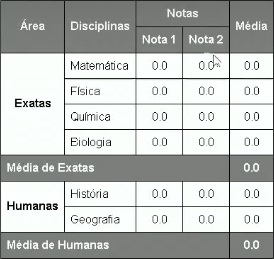 Área Disciplinas Notas Média
Nota 1 Nota 2
Exatas
Matemática 0.0 0.0 0.0
Física 0.0 0.0 0.0
Química 0.0 0.0 0.0
Biologia 0.0 0.0 0.0
Média de Exatas 0.0
Humanas
História 0.0 0.0 0.0
Geografia 0.0 0.0 0.0
Média de Humanas 0.0